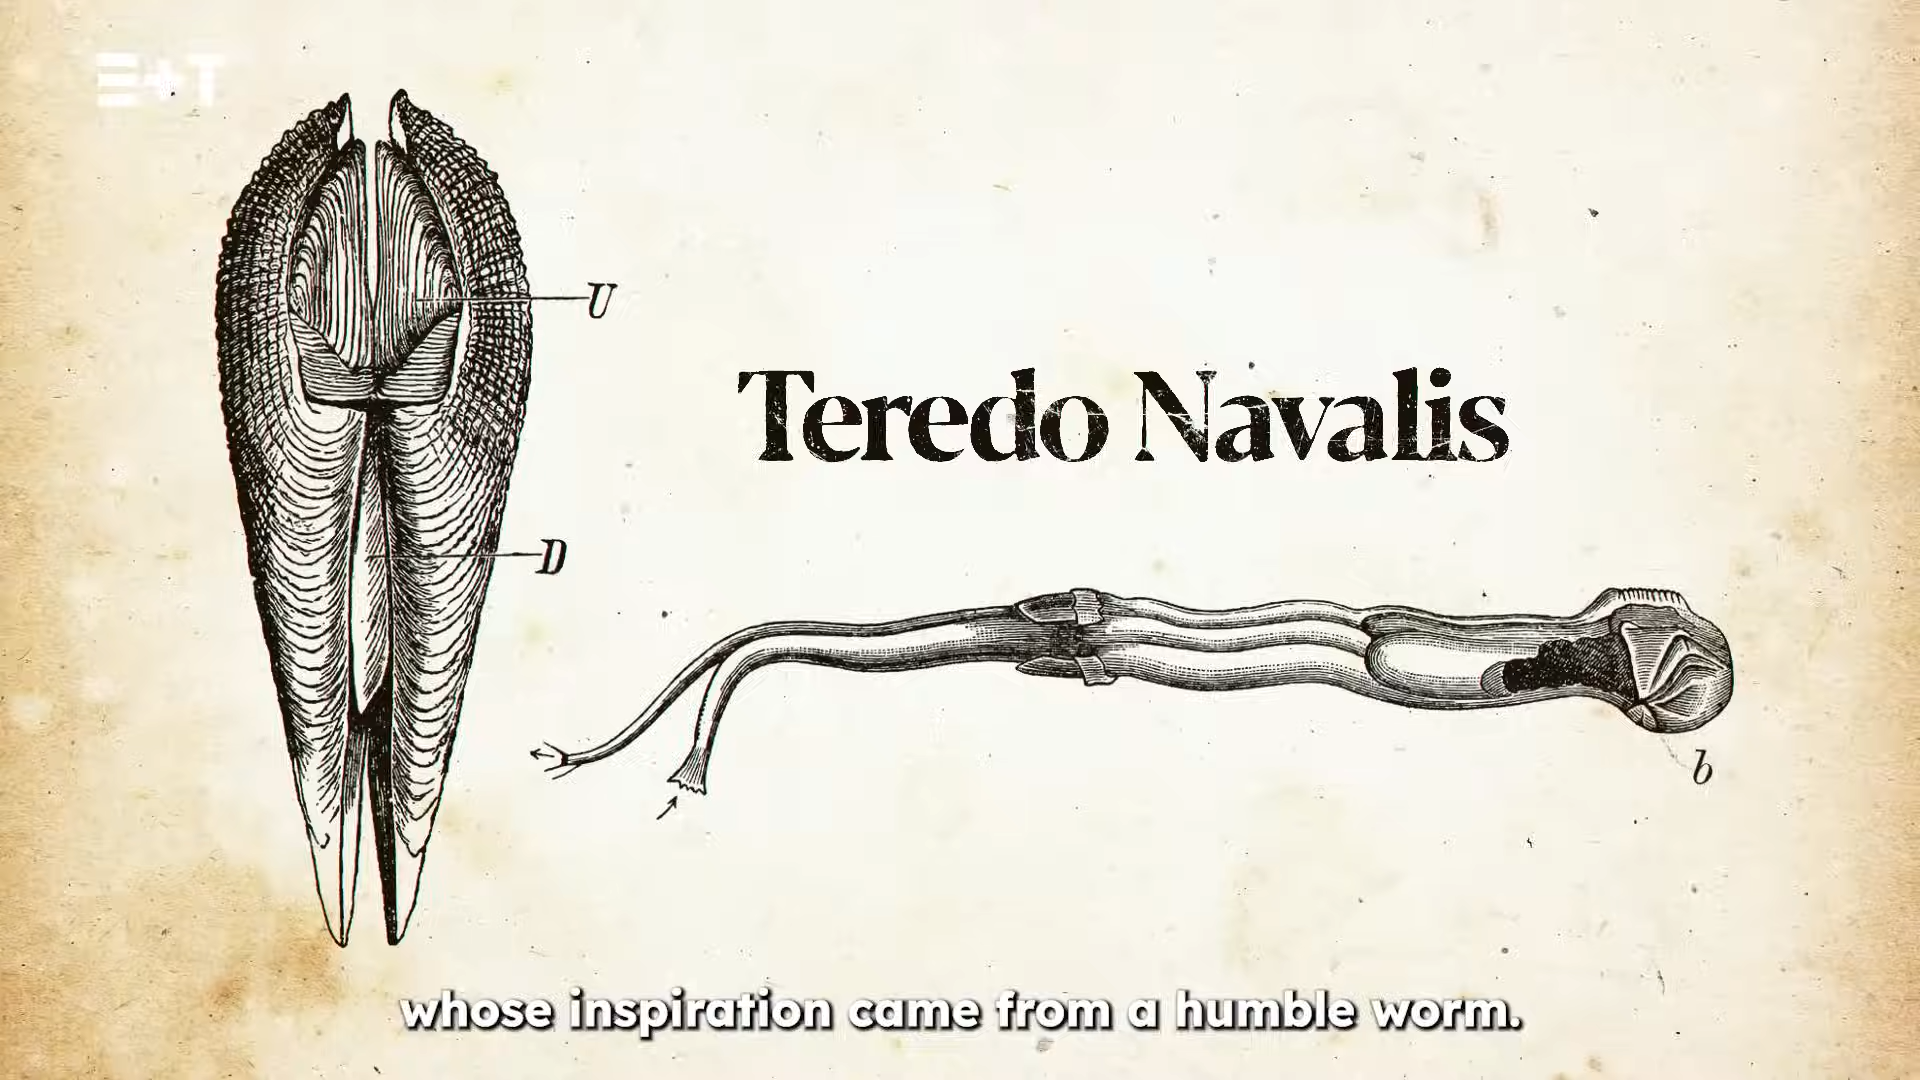 E+T
U
Teredo Navalis
D
b
whose inspiration came from a humble worm.